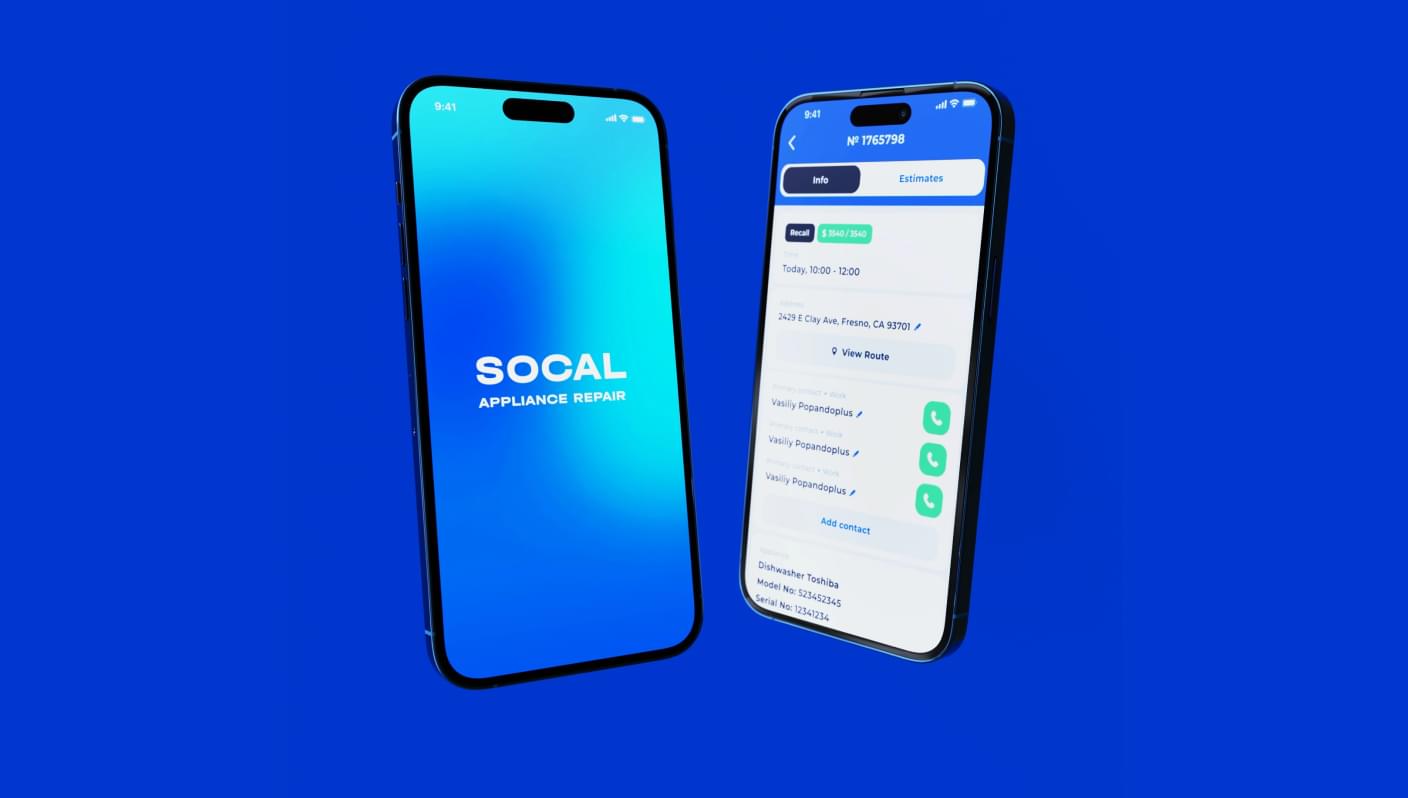 9:41
SOCAL
APPLIANCE REPAIR
9:41
№ 1765798
Info
Estimates
Recall
$ 3540 / 3540
Today, 10:00 - 12:00
Address
2429 E Clay Ave, Fresno, CA 93701
View Route
Primary contact • Work
Vasiliy Popandoplus
Primary contact • Work
Vasiliy Popandoplus
Primary contact • Work
Vasiliy Popandoplus
Add contact
Appliance
Dishwasher Toshiba
Model No: 523452345
Serial No: 12341234